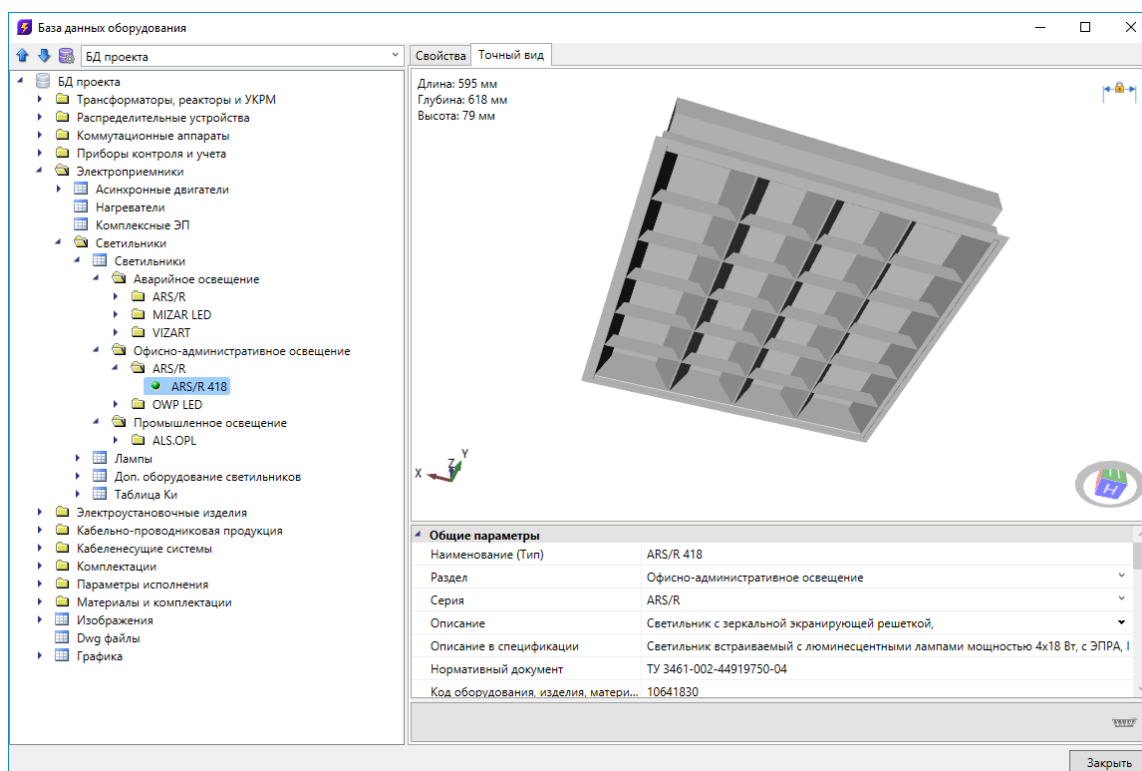 База данных оборудования
БД проекта
Свойства
Точный вид
БД проекта
Трансформаторы, реакторы и УКРМ
Распределительные устройства
Коммутационные аппараты
Приборы контроля и учета
Электроприемники
Асинхронные двигатели
Нагреватели
Комплексные ЭП
Светильники
Светильники
Аварийное освещение
ARS/R
MIZAR LED
VIZART
Офисно-административное освещение
ARS/R
ARS/R 418
OWP LED
Промышленное освещение
ALS.OPL
Лампы
Доп. оборудование светильников
Таблица Ки
Электроустановочные изделия
Кабельно-проводниковая продукция
Кабеленесущие системы
Комплектации
Параметры исполнения
Материалы и комплектации
Изображения
Dwg файлы
Графика
Длина: 595 мм
Глубина: 618 мм
Высота: 79 мм
X
Z
Y
Н
Общие параметры
Наименование (Тип) ARS/R 418
Раздел Офисно-административное освещение
Серия ARS/R
Описание Светильник с зеркальной экранирующей решеткой,
Описание в спецификации Светильник встраиваемый с люминесцентными лампами мощностью 4x18 Вт, с ЭПРА, I
Нормативный документ ТУ 3461-002-44919750-04
Код оборудования, изделия, матери... 10641830
Закрыть